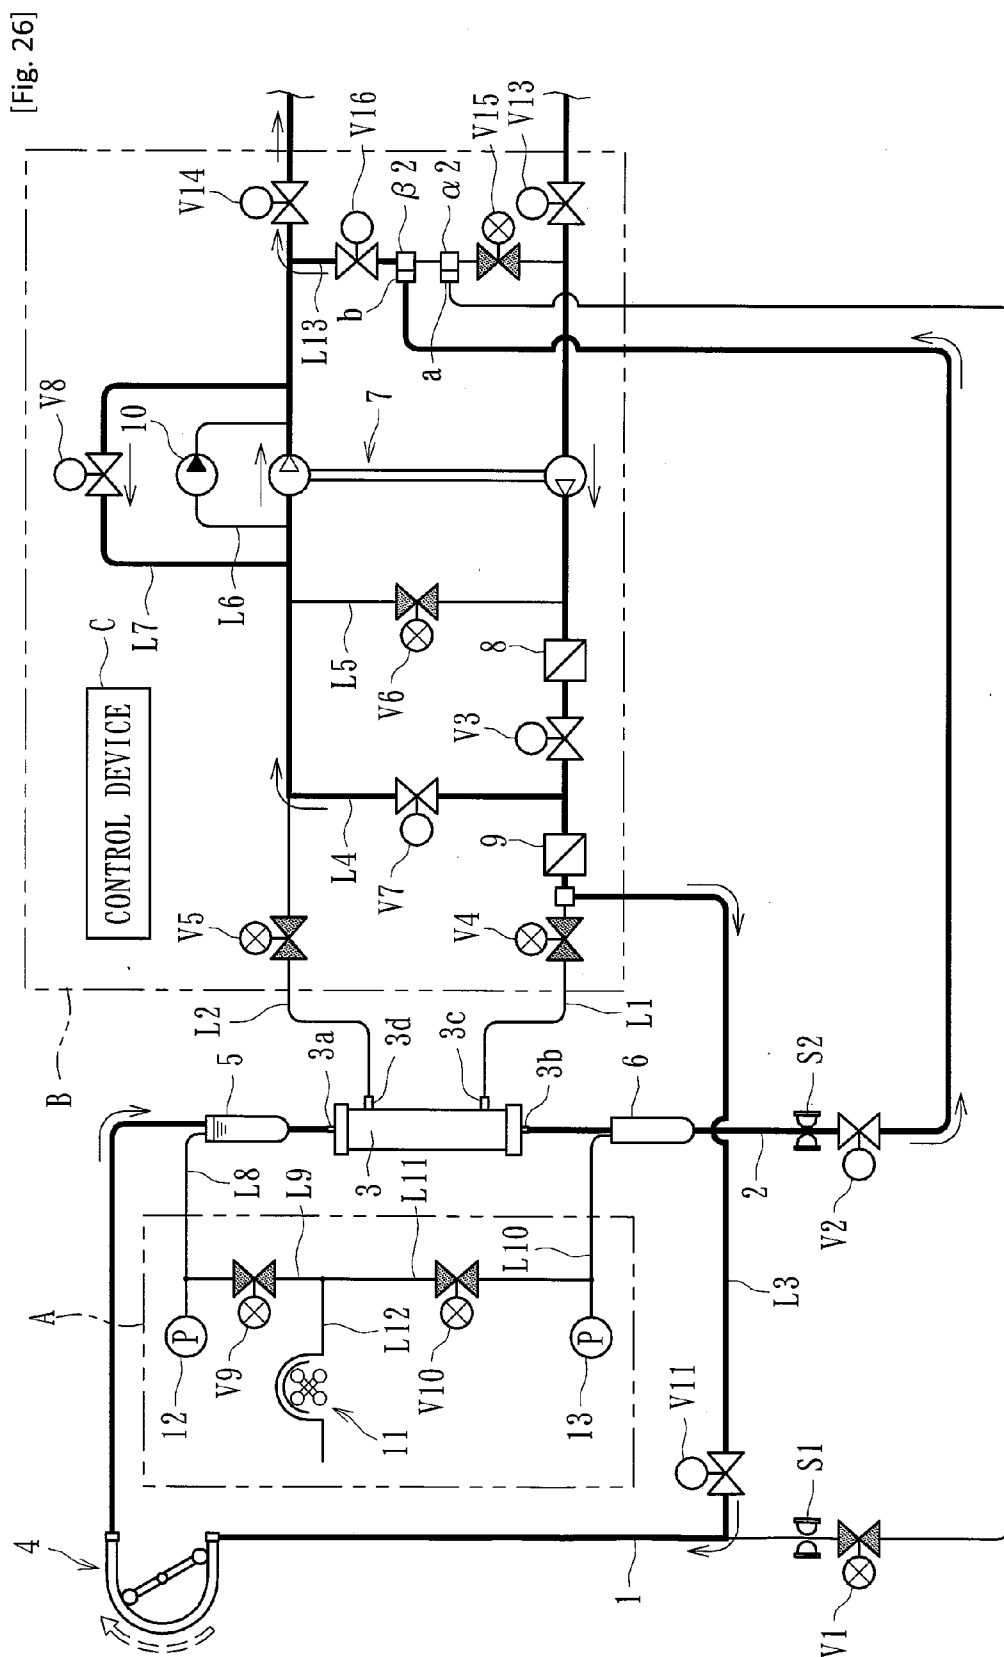 [Fig. 26]
V14
V16
β2
α2
V15
V13
L13
b
a
V8
10
7
L7
L6
C
CONTROL DEVICE
L5
V6
8
V3
L4
V7
9
V5
V4
B
L2
L1
5
3a
3d
3c
3b
6
S2
3
2
V2
L8
L9
L11
L10
L3
A
P
12
V9
L12
V10
P
13
11
V11
S1
4
1
V1